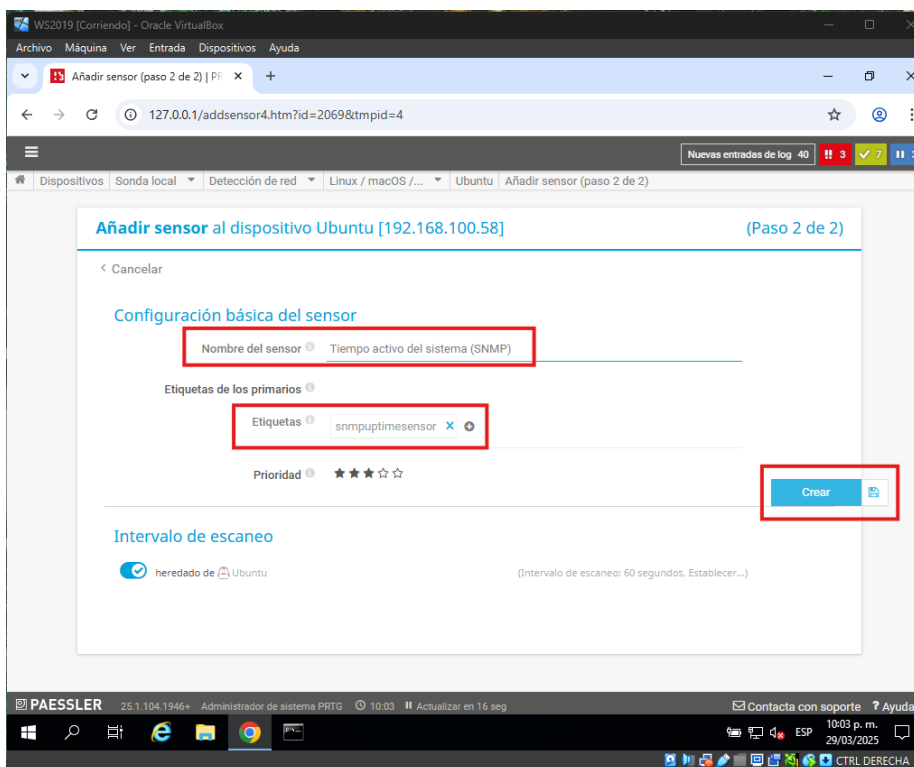 WS2019 [Corriendo] - Oracle VirtualBox
Archivo Máquina Ver Entrada Dispositivos Ayuda
Añadir sensor (paso 2 de 2) | PR
127.0.0.1/addsensor4.htm?id=2069&tmpid=4
Nuevas entradas de log 40 !! 3 7
Dispositivos Sonda local Detección de red Linux / macOS /... Ubuntu Añadir sensor (paso 2 de 2)
Añadir sensor al dispositivo Ubuntu [192.168.100.58] (Paso 2 de 2)
< Cancelar
Configuración básica del sensor
Nombre del sensor Tiempo activo del sistema (SNMP)
Etiquetas de los primarios
Etiquetas snmpuptimesensor
Prioridad
Crear
Intervalo de escaneo
heredado de Ubuntu (Intervalo de escaneo: 60 segundos, Establecer...)
PAESSLER 25.1.104.1946+ Administrador de sistema PRTG 10:03 Actualizar en 16 seg Contacta con soporte ? Ayuda
ESP 10:03 p. m.
29/03/2025
CTRL DERECHA